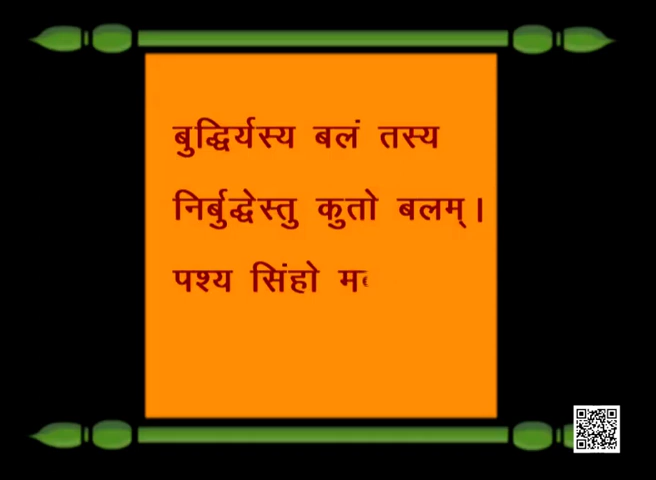 बुद्धिर्यस्य बलं तस्य
निर्बुद्धेस्तु कुतो बलम्।
पश्य सिंहो